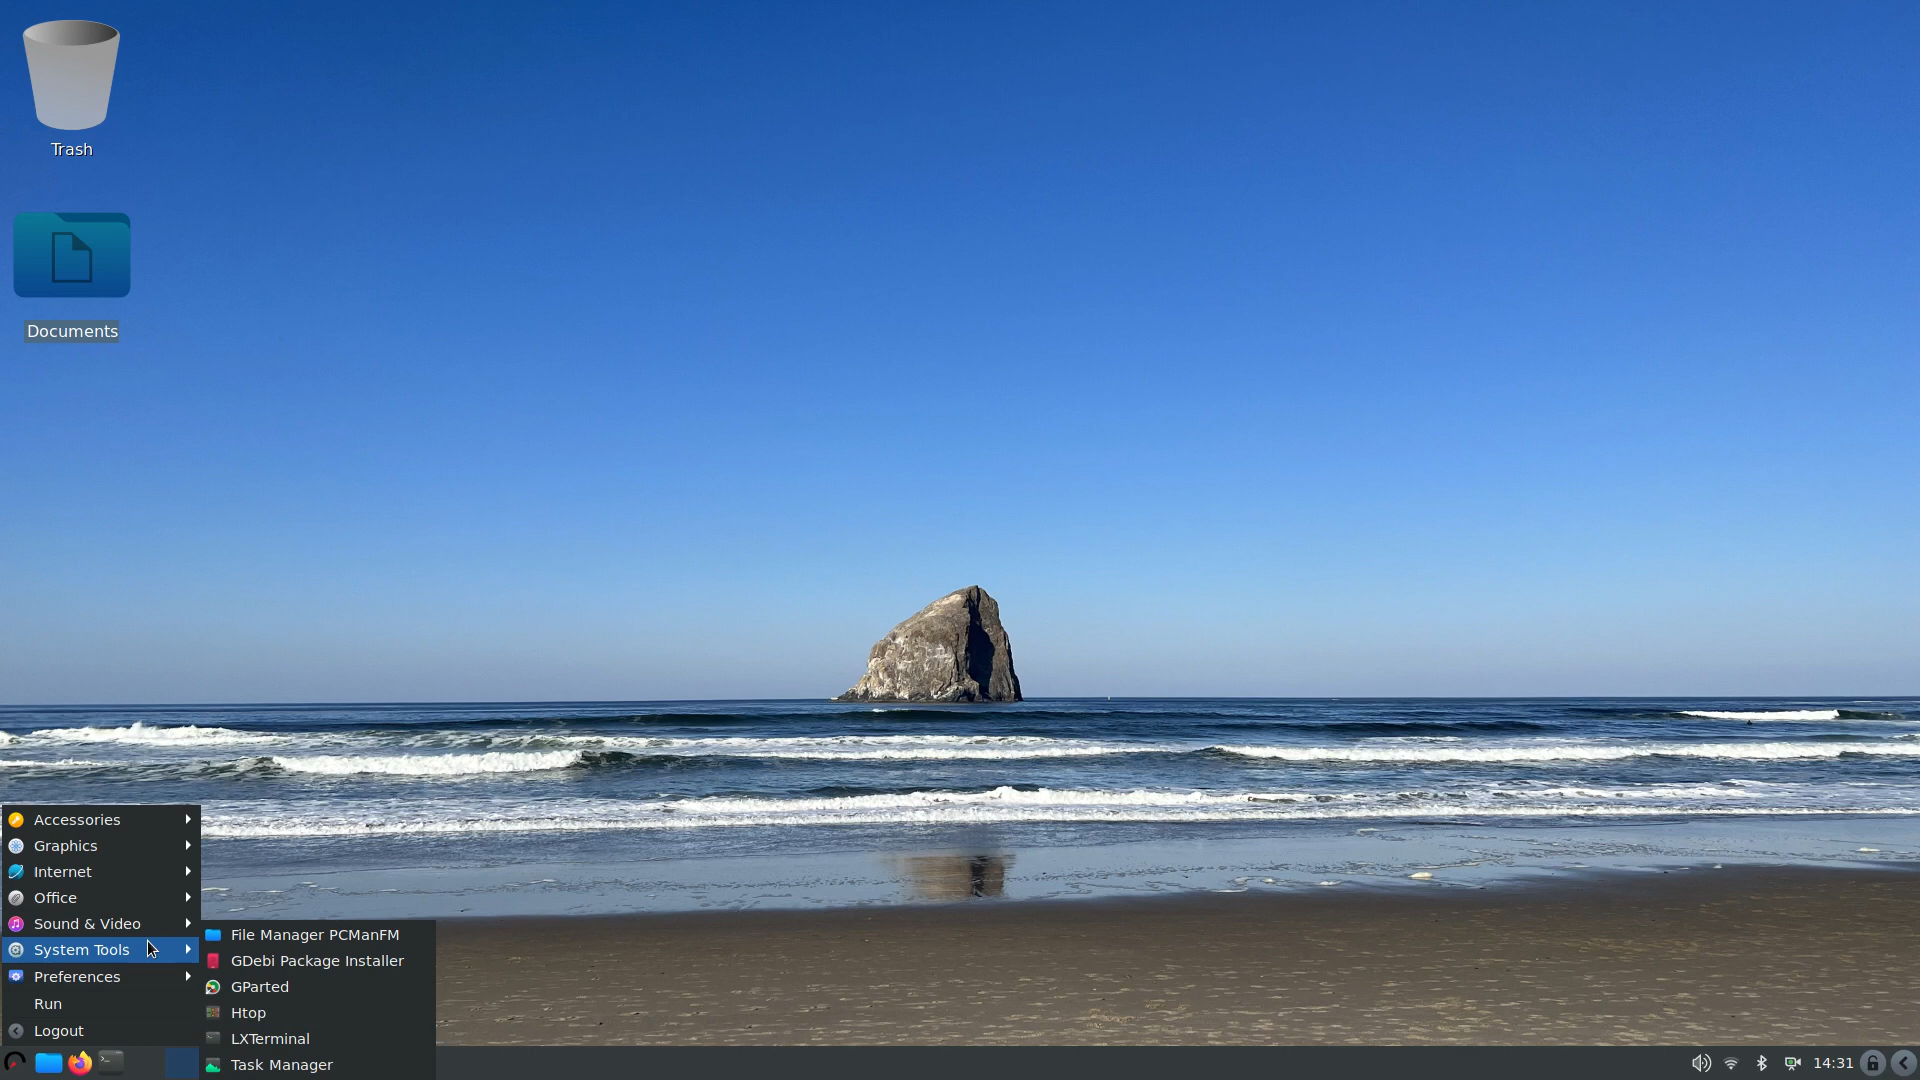 Trash
Documents
Accessories
Graphics
Internet
Office
Sound & Video
System Tools
Preferences
Run
Logout
File Manager PCManFM
GDebi Package Installer
GParted
Htop
LXTerminal
Task Manager
14:31